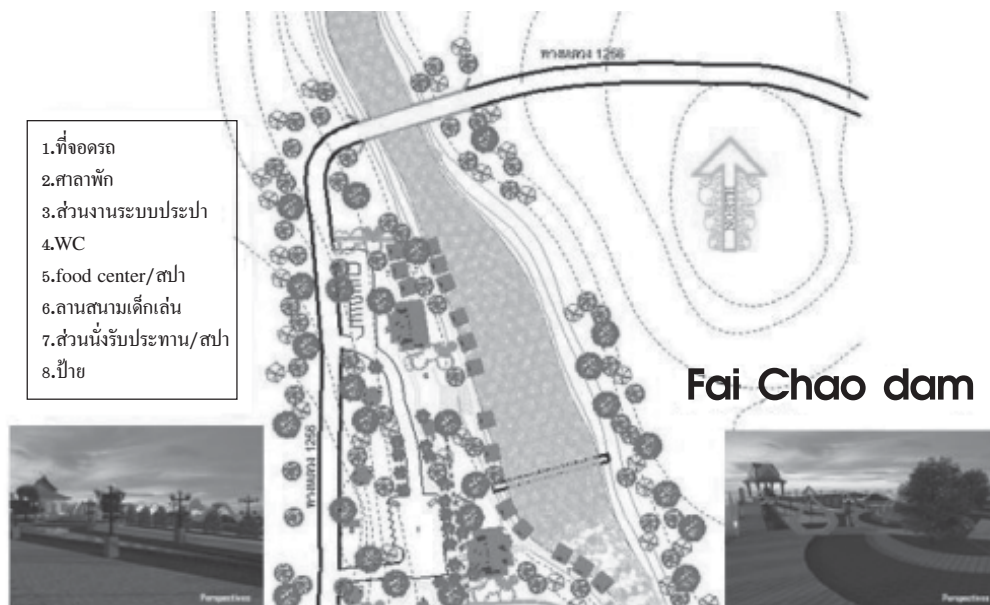 ทางหลวง 1256
1.ที่จอดรถ
2.ศาลาพัก
3.ส่วนงานระบบประปา
4.WC
5.food center/สปา
6.ลานสนามเด็กเล่น
7.ส่วนนั่งรับประทาน/สปา
8.ป้าย
Fai Chao dam
ทางหลวง 1256
Perspectives
Perspectives